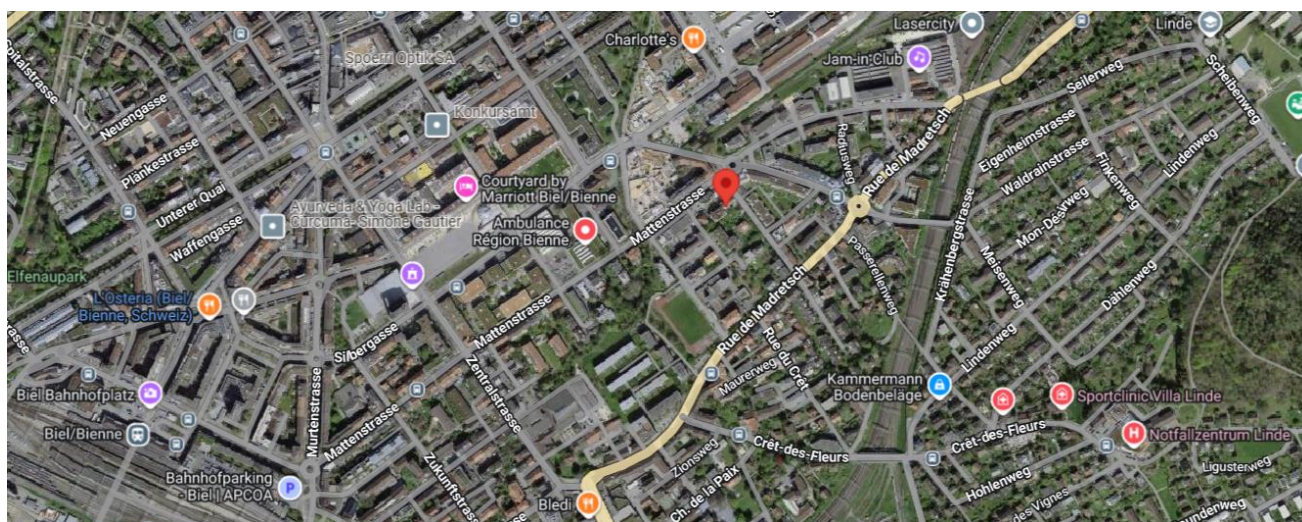 Spitalstrasse
Neuengasse
Plänkestrasse
Unterer Quai
Waffengasse
Elfenaupark
Spoerri Optik SA
Konkursamt
Courtyard by
Marriott Biel/Bienne
Ayurveda & Yoga Lab -
Curcuma- Simone Gautier
Ambulance
Région Bienne
L'Osteria (Biel/
Bienne, Schweiz)
Silbergasse
Mattenstrasse
Mattenstrasse
Mattenstrasse
Zentralstrasse
Murtenstrasse
Zukunftstrasse
Biel Bahnhofplatz
Biel/Bienne
Bahnhofparking
- Biel | APCOA
P
Bledi
Charlotte's
Lasercity
Jam-in'Club
Linde
Radiusweg
Rue de Madretsch
Rue de Madretsch
Seilerweg
Scheibenweg
Eigenheimstrasse
Waldrainstrasse
Finkenweg
Lindenweg
Mon-Désir-Weg
Meisenweg
Dahlenweg
Krähenbergstrasse
Passerellenweg
Lindenweg
Rue du Crêt
Maurerweg
Kammermann
Bodenbeläge
Sportclinic Villa Linde
H
Notfallzentrum Linde
Crêt-des-Fleurs
Crêt-des-Fleurs
Zionsweg
Ch. de la Paix
Hohlenweg
Ligusterweg
des Vignes